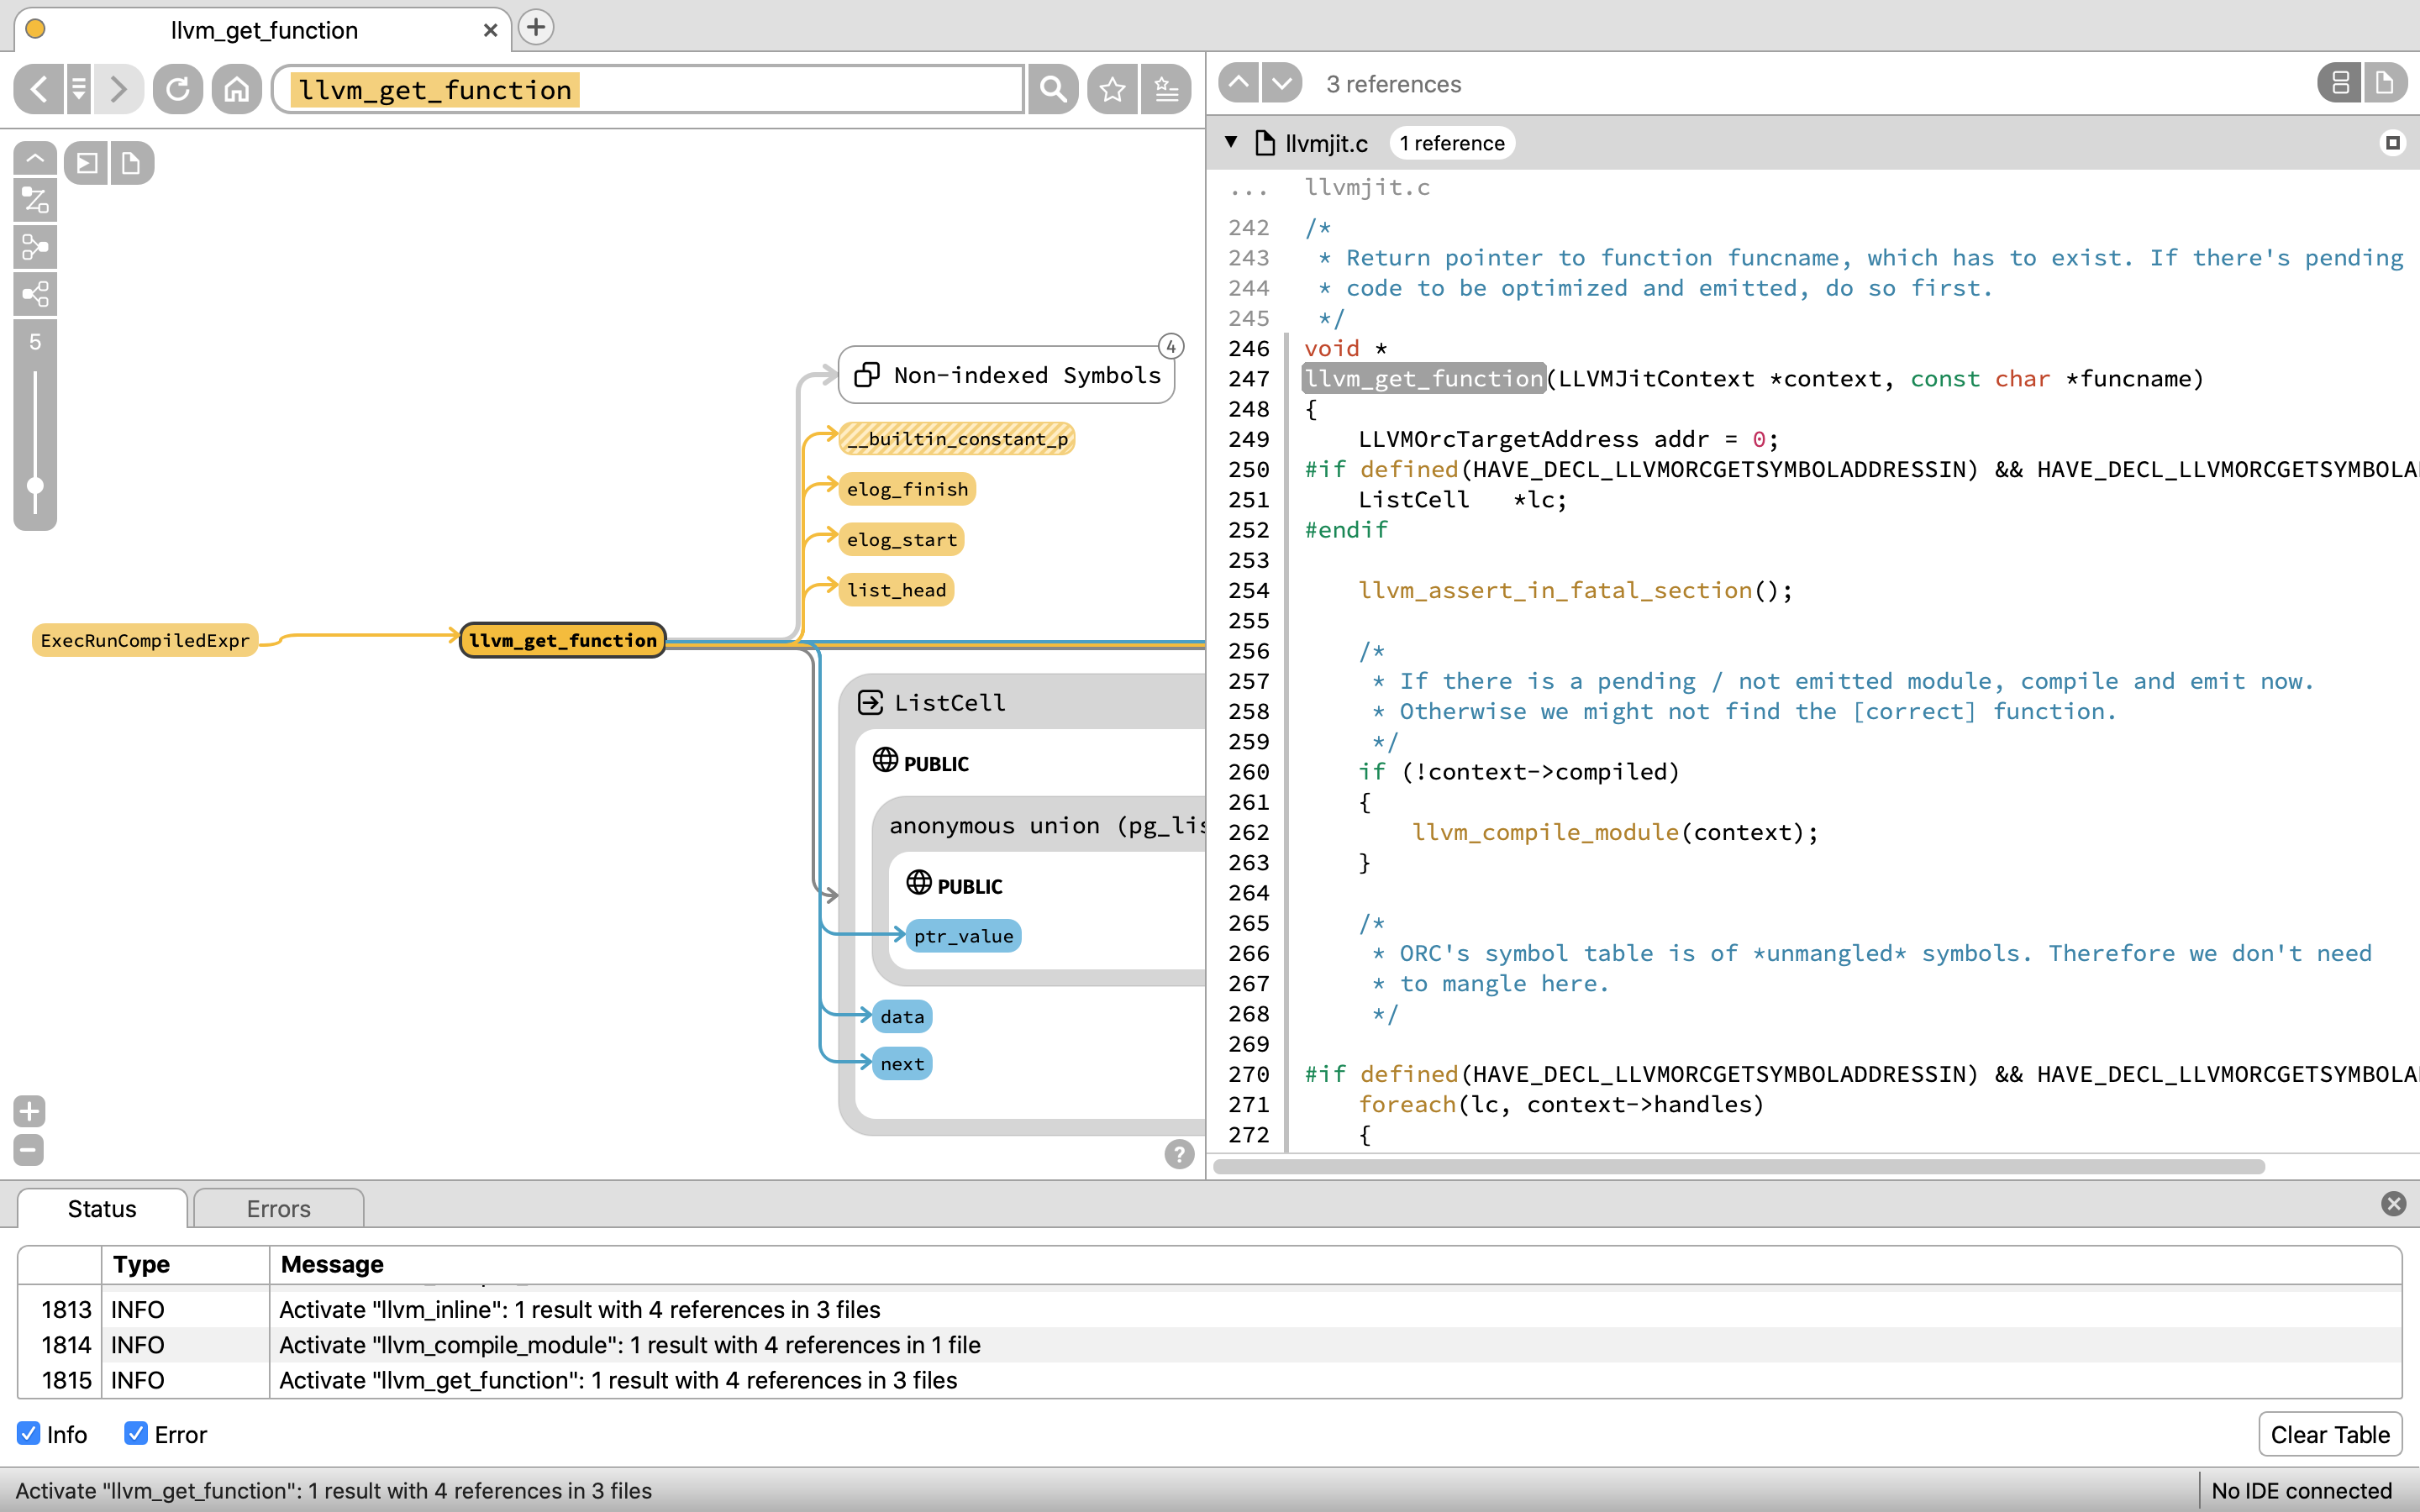 llvm_get_function
llvm_get_function
3 references
5
Non-indexed Symbols
4
__builtin_constant_p
elog_finish
elog_start
list_head
ExecRunCompiledExpr
llvm_get_function
ListCell
PUBLIC
anonymous union (pg_lis
PUBLIC
ptr_value
data
next
?
llvmjit.c 1 reference
... llvmjit.c
242 /*
243 * Return pointer to function funcname, which has to exist. If there's pending
244 * code to be optimized and emitted, do so first.
245 */
246 void *
247 llvm_get_function(LLVMJitContext *context, const char *funcname)
248 {
249 LLVMOrcTargetAddress addr = 0;
250 #if defined(HAVE_DECL_LLVMORCGETSYMBOLADDRESSIN) && HAVE_DECL_LLVMORCGETSYMBOLA
251 ListCell *lc;
252 #endif
253
254 llvm_assert_in_fatal_section();
255
256 /*
257 * If there is a pending / not emitted module, compile and emit now.
258 * Otherwise we might not find the [correct] function.
259 */
260 if (!context->compiled)
261 {
262 llvm_compile_module(context);
263 }
264
265 /*
266 * ORC's symbol table is of *unmangled* symbols. Therefore we don't need
267 * to mangle here.
268 */
269
270 #if defined(HAVE_DECL_LLVMORCGETSYMBOLADDRESSIN) && HAVE_DECL_LLVMORCGETSYMBOLA
271 foreach(lc, context->handles)
272 {
Status Errors
Type Message
1813 INFO Activate "llvm_inline": 1 result with 4 references in 3 files
1814 INFO Activate "llvm_compile_module": 1 result with 4 references in 1 file
1815 INFO Activate "llvm_get_function": 1 result with 4 references in 3 files
Info Error Clear Table
Activate "llvm_get_function": 1 result with 4 references in 3 files No IDE connected